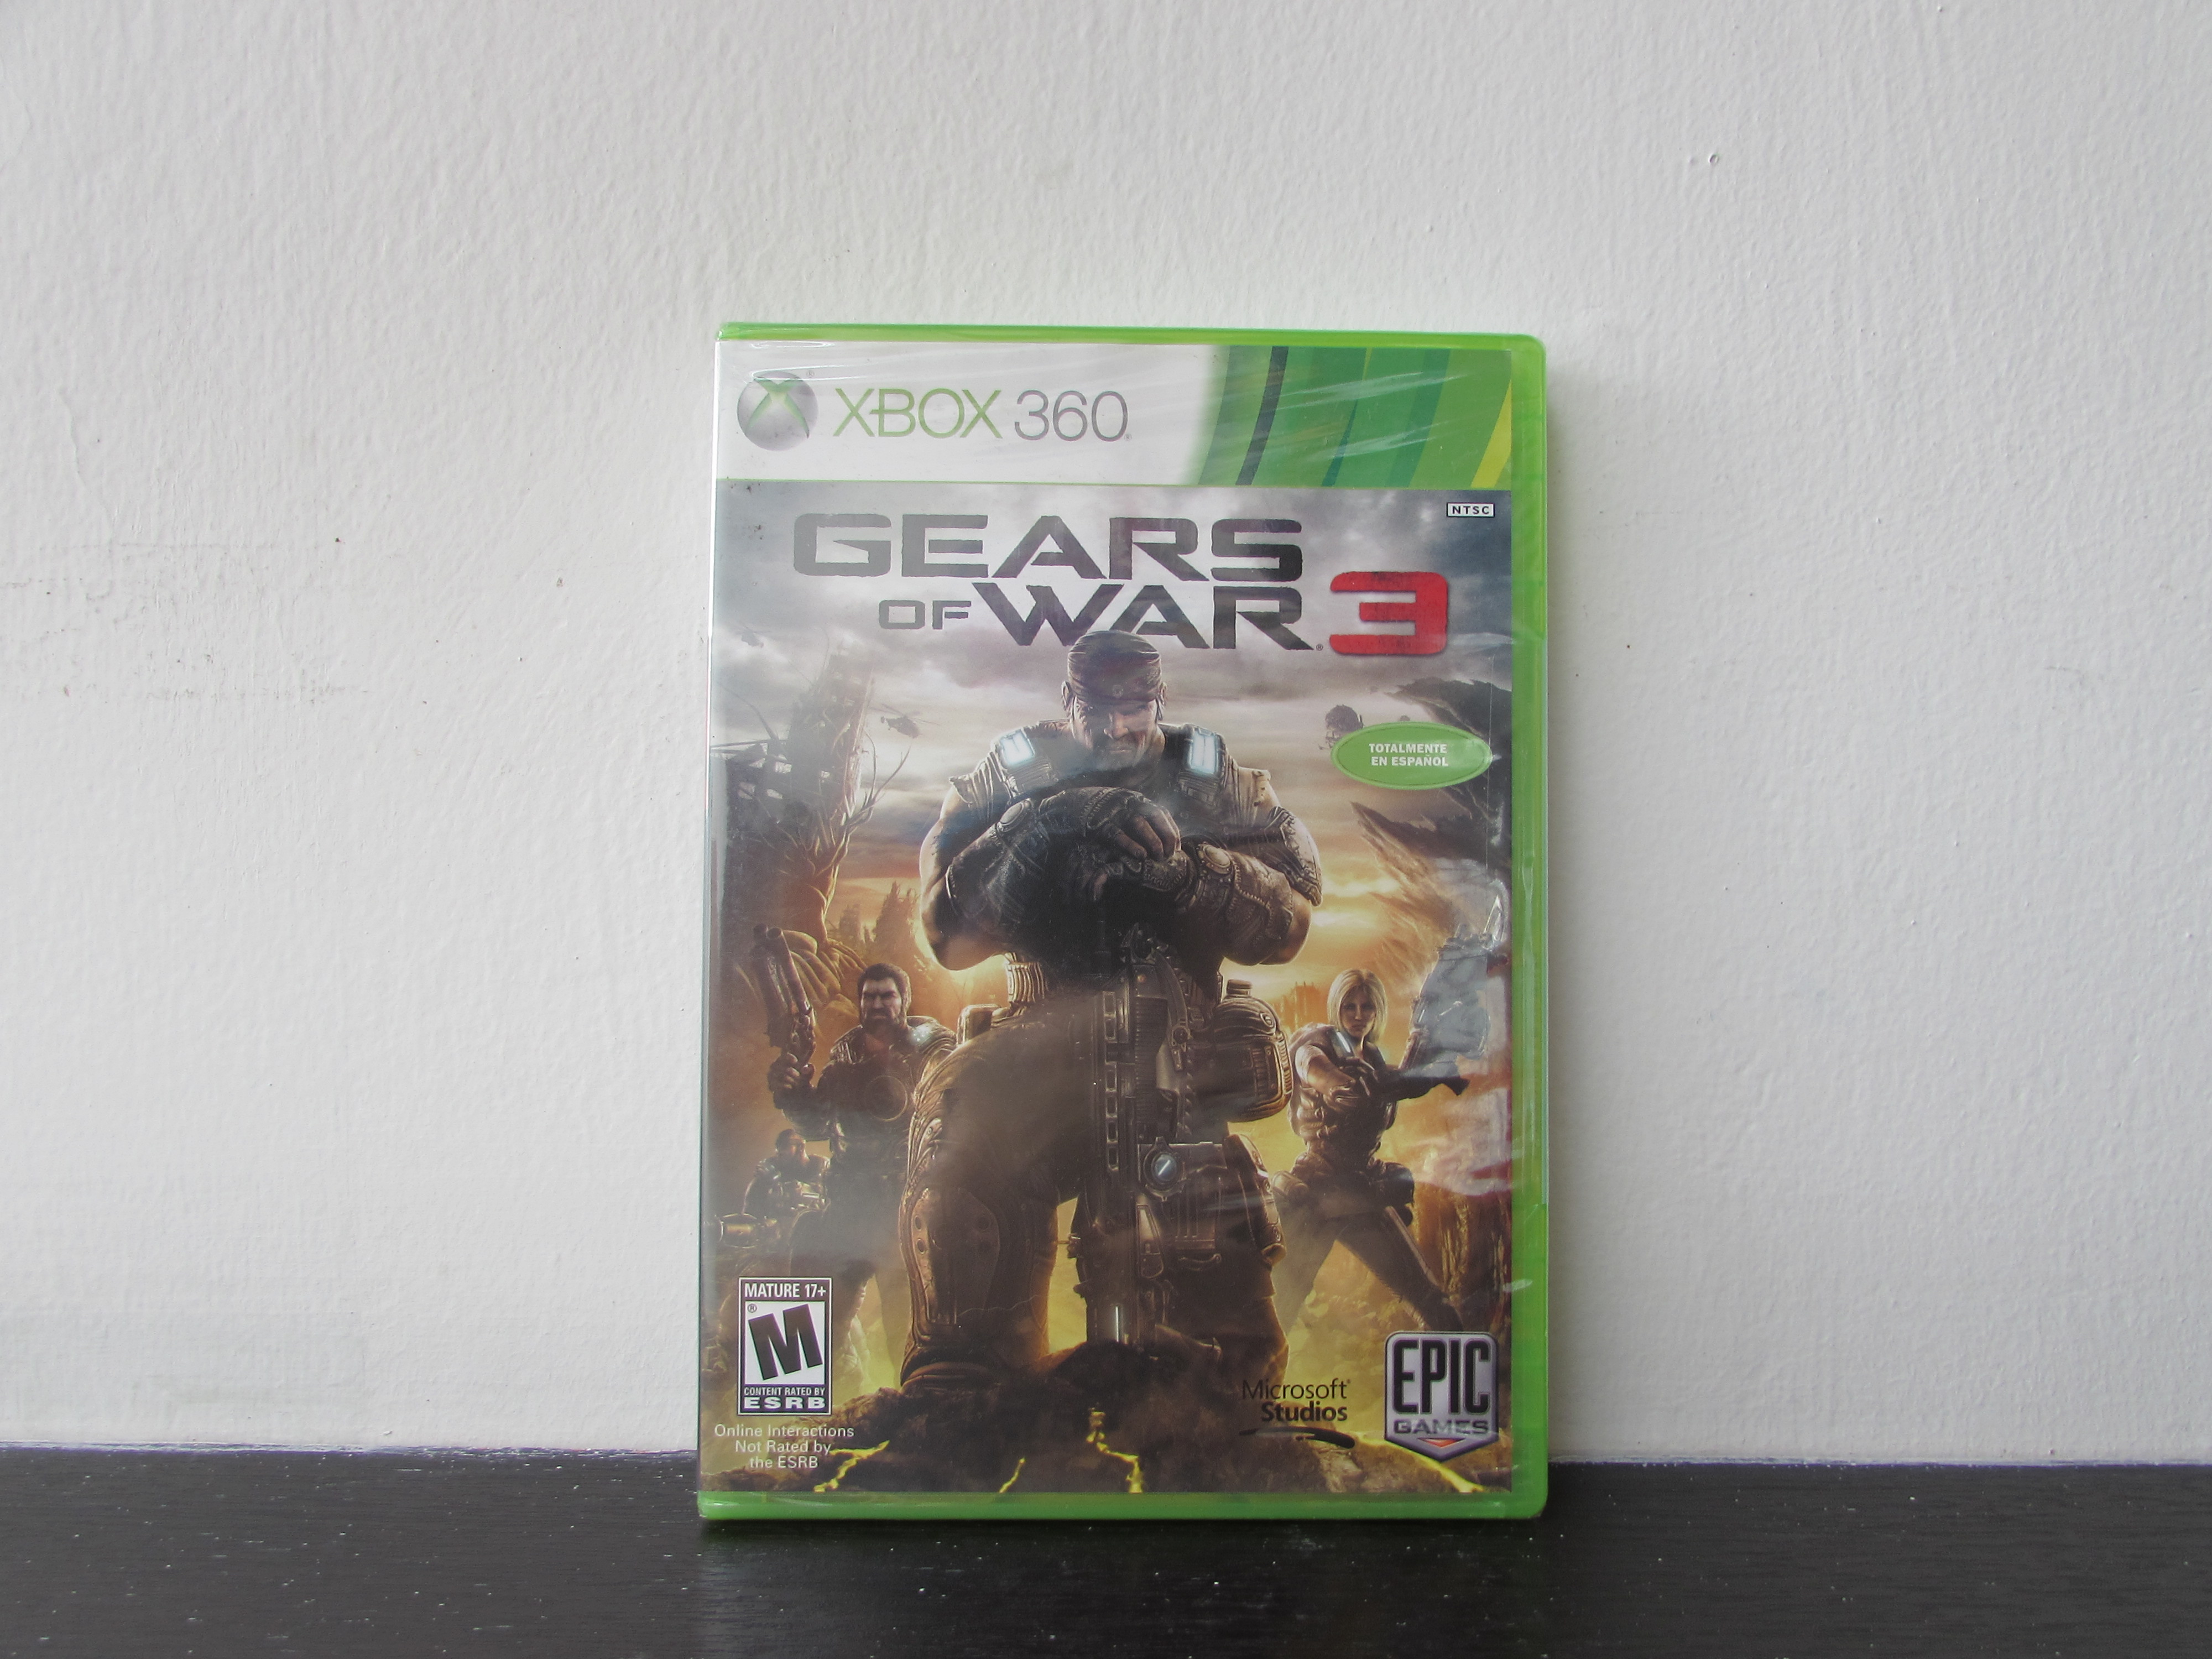 XBOX 360
NTSC
GEARS
OF WAR® 3
TOTALMENTE
EN ESPAÑOL
MATURE 17+
M®
CONTENT RATED BY
ESRB
Online Interactions
Not Rated by
the ESRB
Microsoft®
Studios
EPIC
GAMES